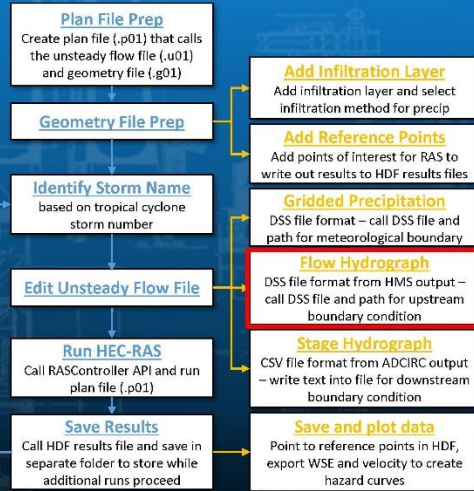 Plan File Prep
Create plan file (.p01) that calls
the unsteady flow file (.u01)
and geometry file (.g01)
Geometry File Prep
Add Infiltration Layer
Add infiltration layer and select
infiltration method for precip
Add Reference Points
Add points of interest for RAS to
write out results to HDF results files
Identify Storm Name
based on tropical cyclone
storm number
Edit Unsteady Flow File
Gridded Precipitation
DSS file format – call DSS file and
path for meteorological boundary
Flow Hydrograph
DSS file format from HMS output –
call DSS file and path for upstream
boundary condition
Stage Hydrograph
CSV file format from ADCIRC output
– write text into file for downstream
boundary condition
Run HEC-RAS
Call RASController API and run
plan file (.p01)
Save Results
Call HDF results file and save in
separate folder to store while
additional runs proceed
Save and plot data
Point to reference points in HDF,
export WSE and velocity to create
hazard curves